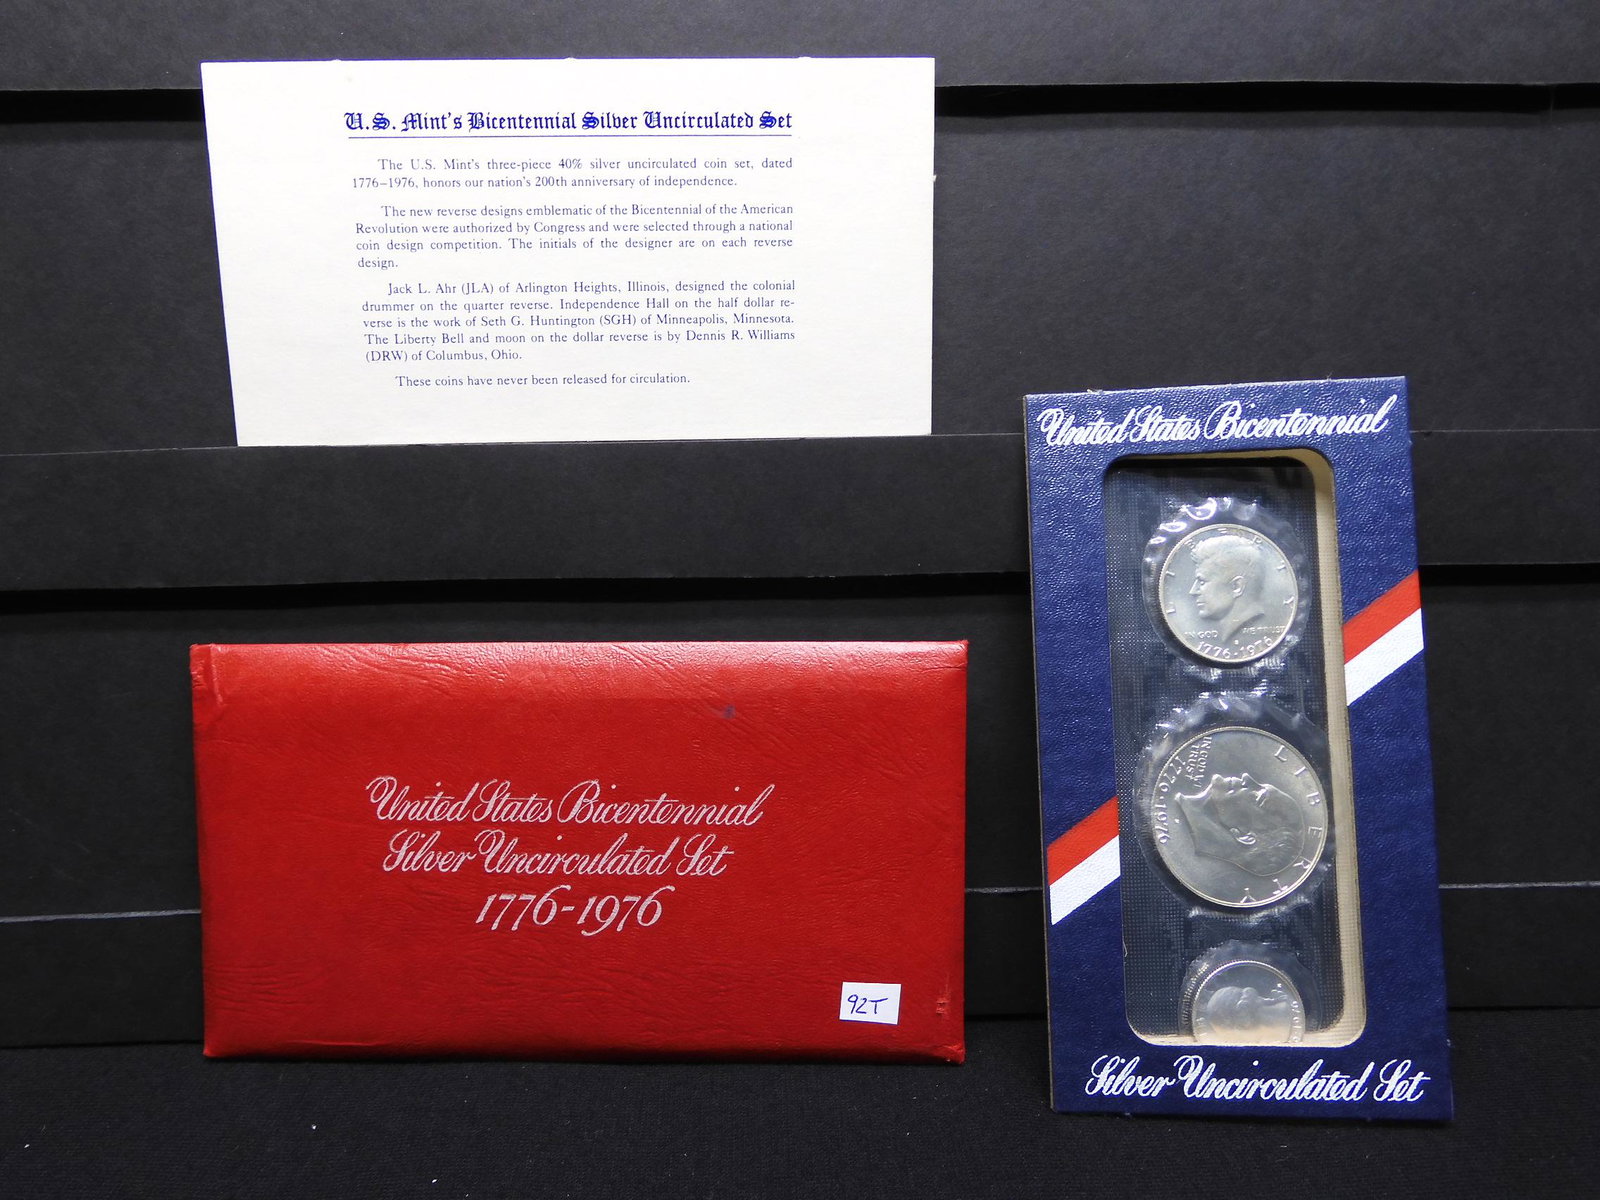 U.S. Mint's Bicentennial Silver Uncirculated Set
The U.S. Mint's three-piece 40% silver uncirculated coin set, dated
1776–1976, honors our nation's 200th anniversary of independence.
The new reverse designs emblematic of the Bicentennial of the American
Revolution were authorized by Congress and were selected through a national
coin design competition. The initials of the designer are on each reverse
design.
Jack L. Ahr (JLA) of Arlington Heights, Illinois, designed the colonial
drummer on the quarter reverse. Independence Hall on the half dollar re-
verse is the work of Seth G. Huntington (SGH) of Minneapolis, Minnesota.
The Liberty Bell and moon on the dollar reverse is by Dennis R. Williams
(DRW) of Columbus, Ohio.
These coins have never been released for circulation.
United States Bicentennial
LIBERTY
IN GOD WE TRUST
1776-1976
LIBERTY
IN GOD WE
TRUST
1776-1976
Silver Uncirculated Set
United States Bicentennial
Silver Uncirculated Set
1776-1976
92T